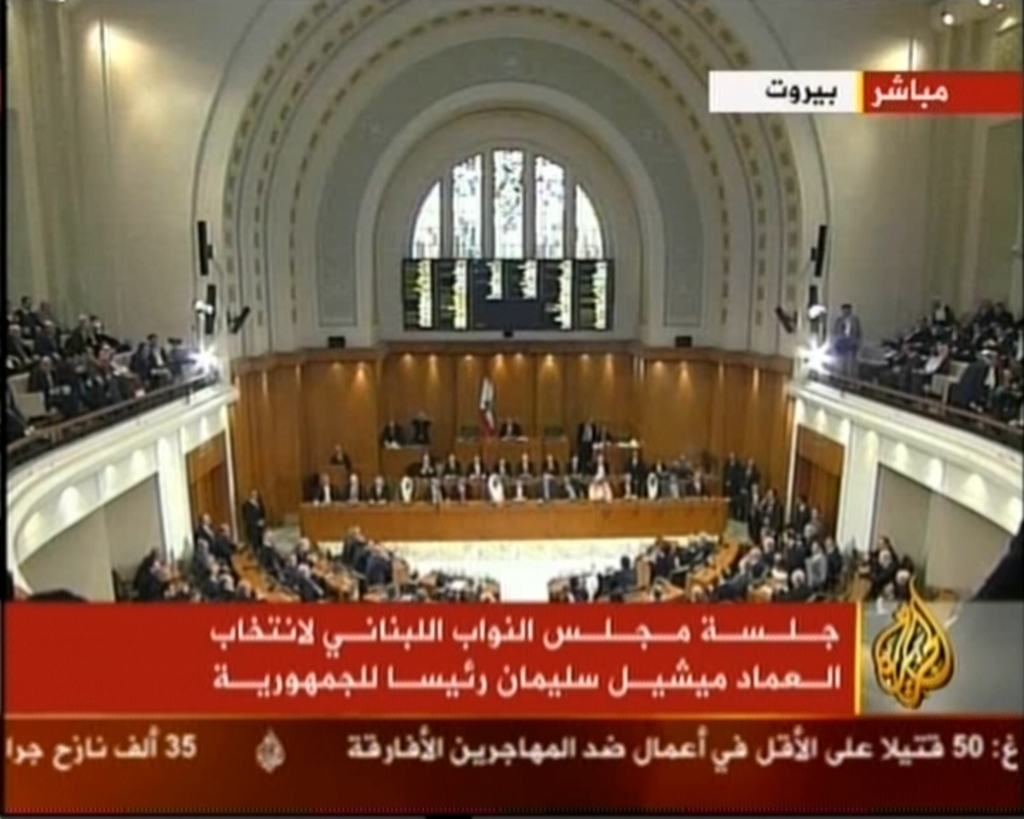 مباشر بيروت
جلسة مجلس النواب اللبناني لانتخاب
العماد ميشيل سليمان رئيسا للجمهورية
غ: 50 قتيلا على الأقل في أعمال ضد المهاجرين الأفارقة 35 ألف نازح جرا